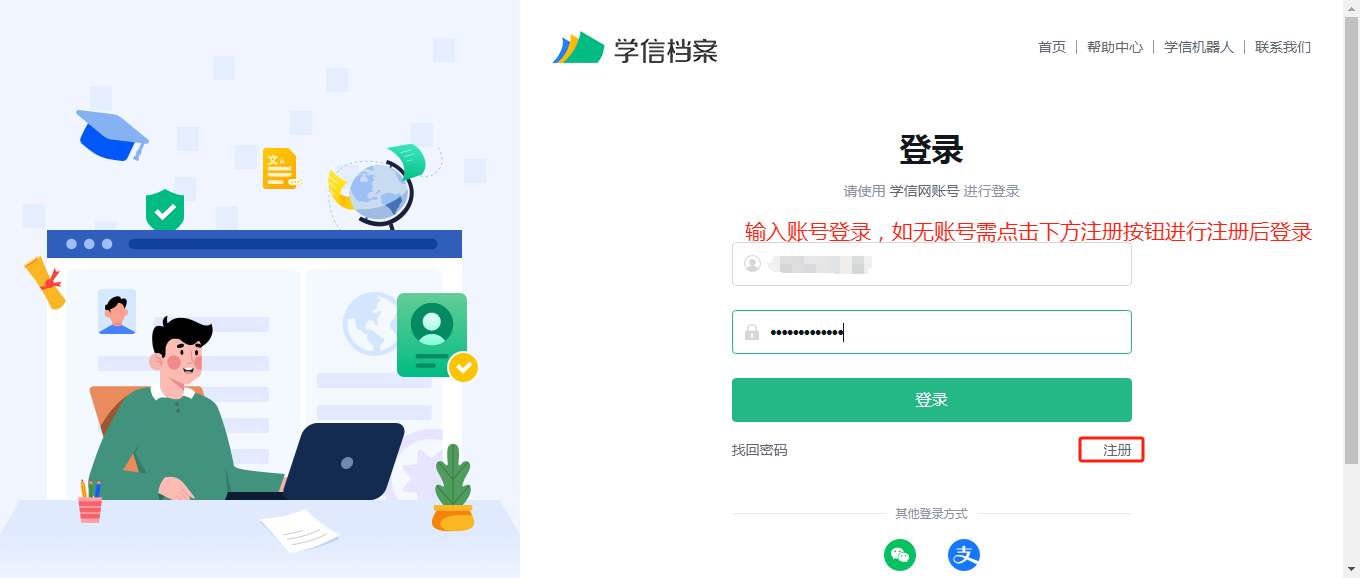 学信档案
首页 | 帮助中心 | 学信机器人 | 联系我们
登录
请使用 学信网账号 进行登录
输入账号登录，如无账号需点击下方注册按钮进行注册后登录
•••••••••••••
登录
找回密码 注册
其他登录方式
支
文A